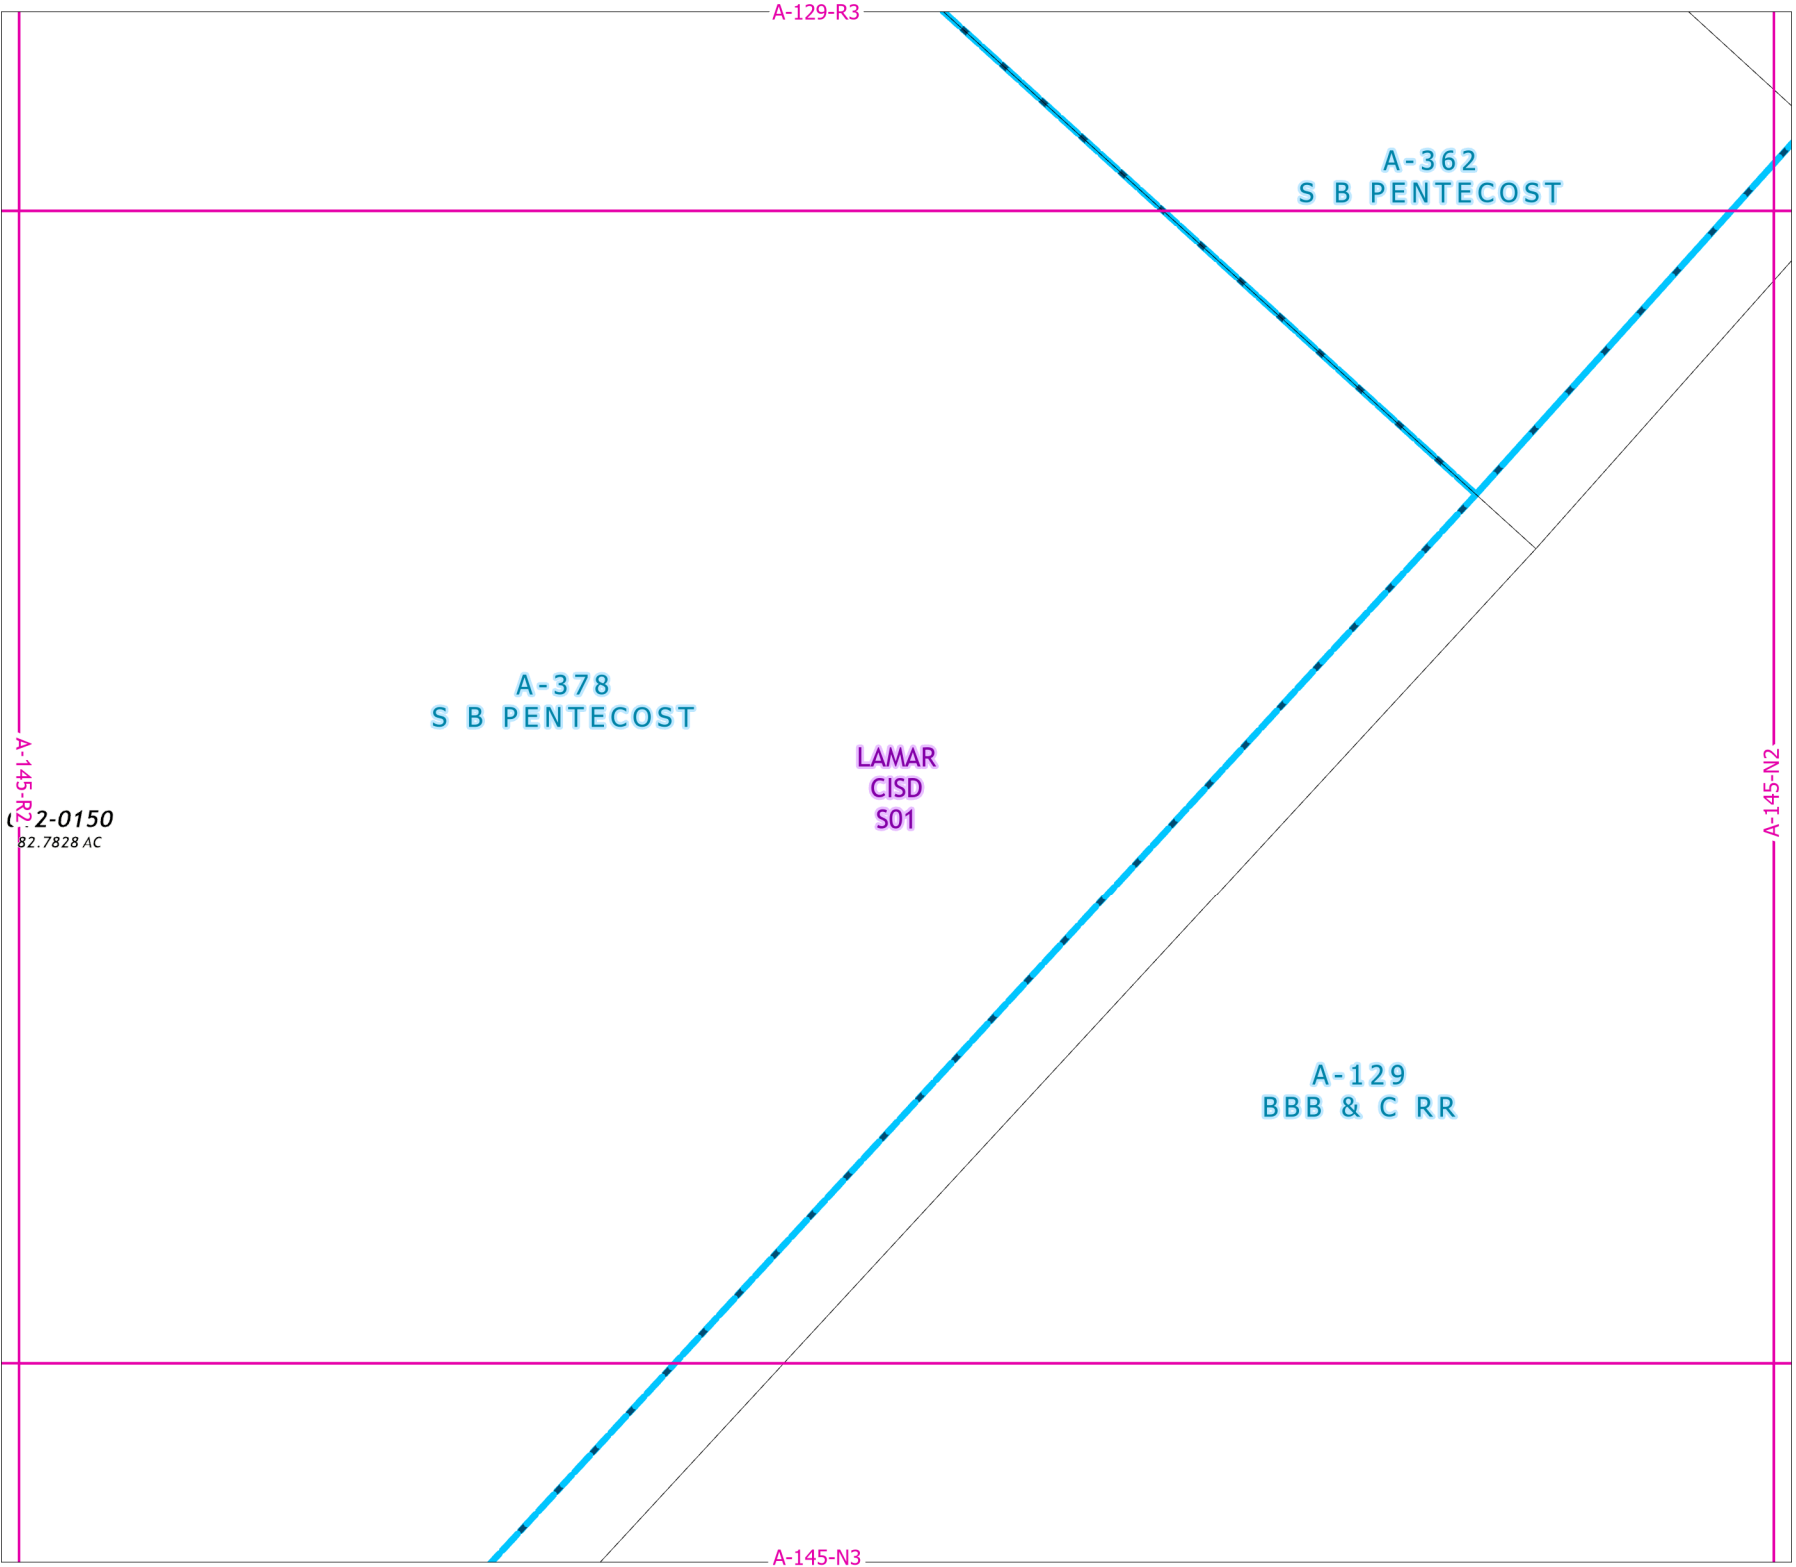 A-129-R3
A-362
S B PENTECOST
A-378
S B PENTECOST
LAMAR
CISD
S01
A-145-R2
2-0150
82.7828 AC
A-145-N2
A-129
BBB & C RR
A-145-N3